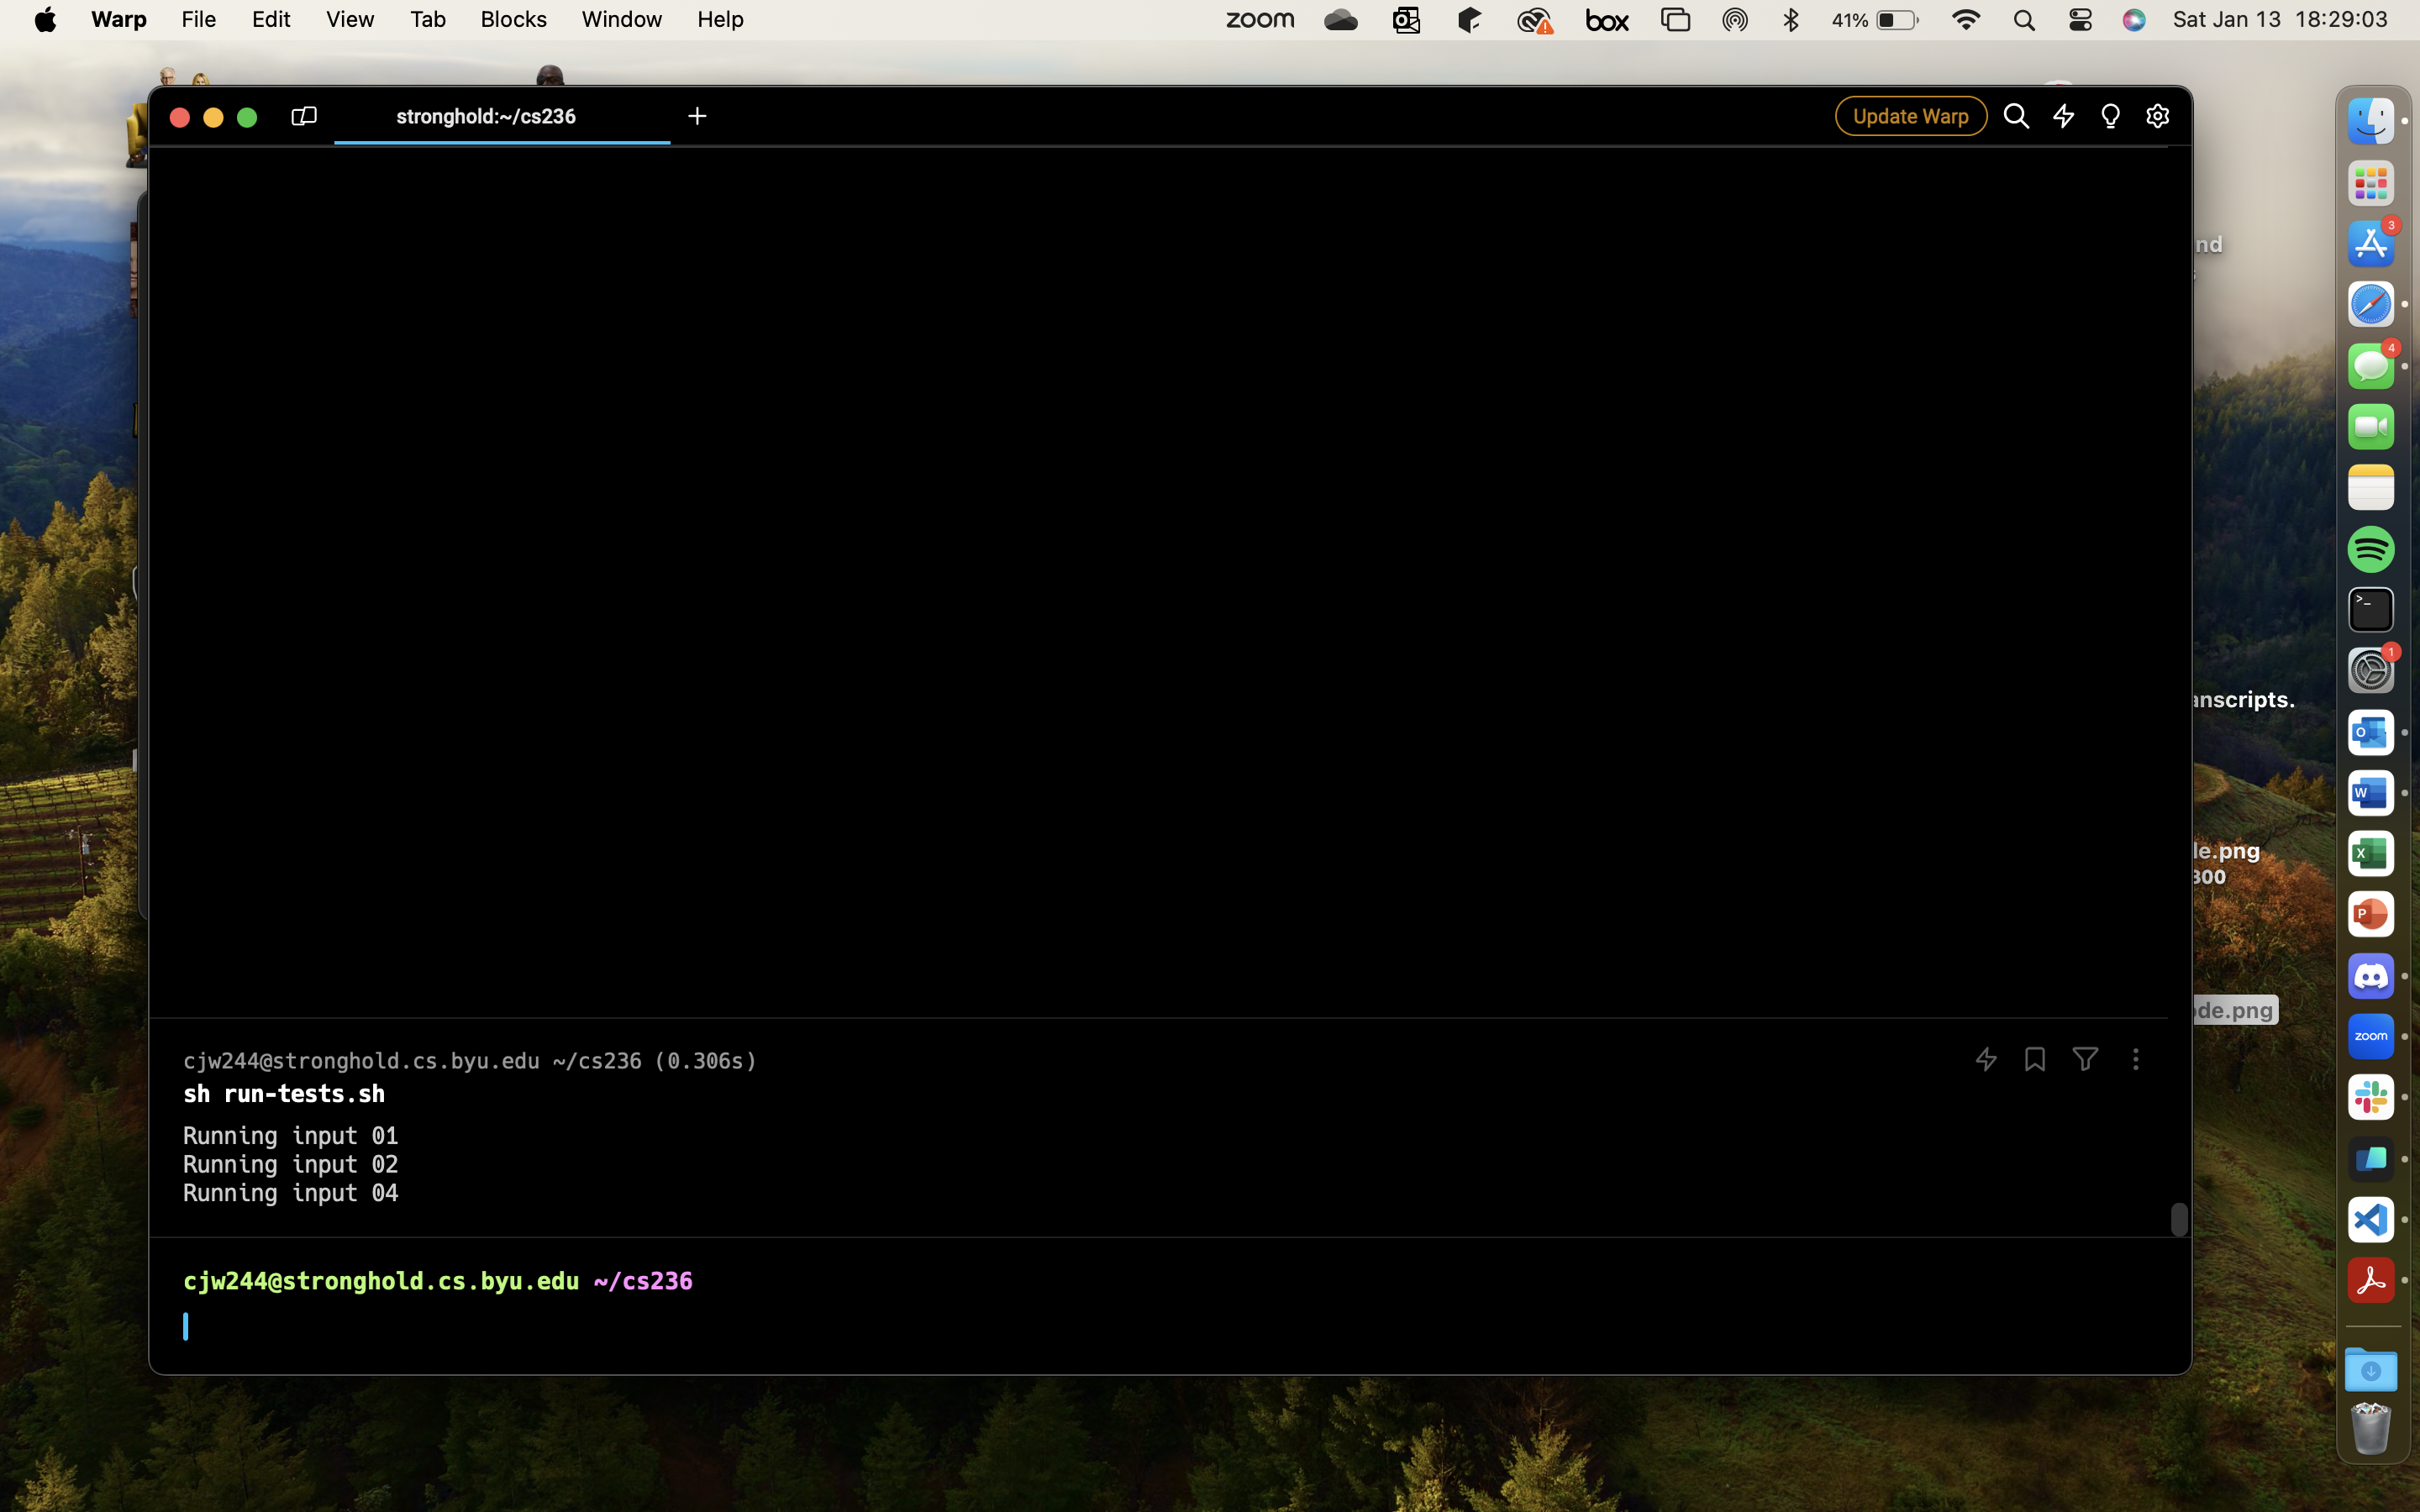 Warp File Edit View Tab Blocks Window Help zoom box 41% Sat Jan 13 18:29:03
stronghold:~/cs236 + Update Warp
3
nd
4
>_
1
anscripts.
O
W
le.png
300
X
P
ode.png
zoom
cjw244@stronghold.cs.byu.edu ~/cs236 (0.306s)
sh run-tests.sh
Running input 01
Running input 02
Running input 04
cjw244@stronghold.cs.byu.edu ~/cs236